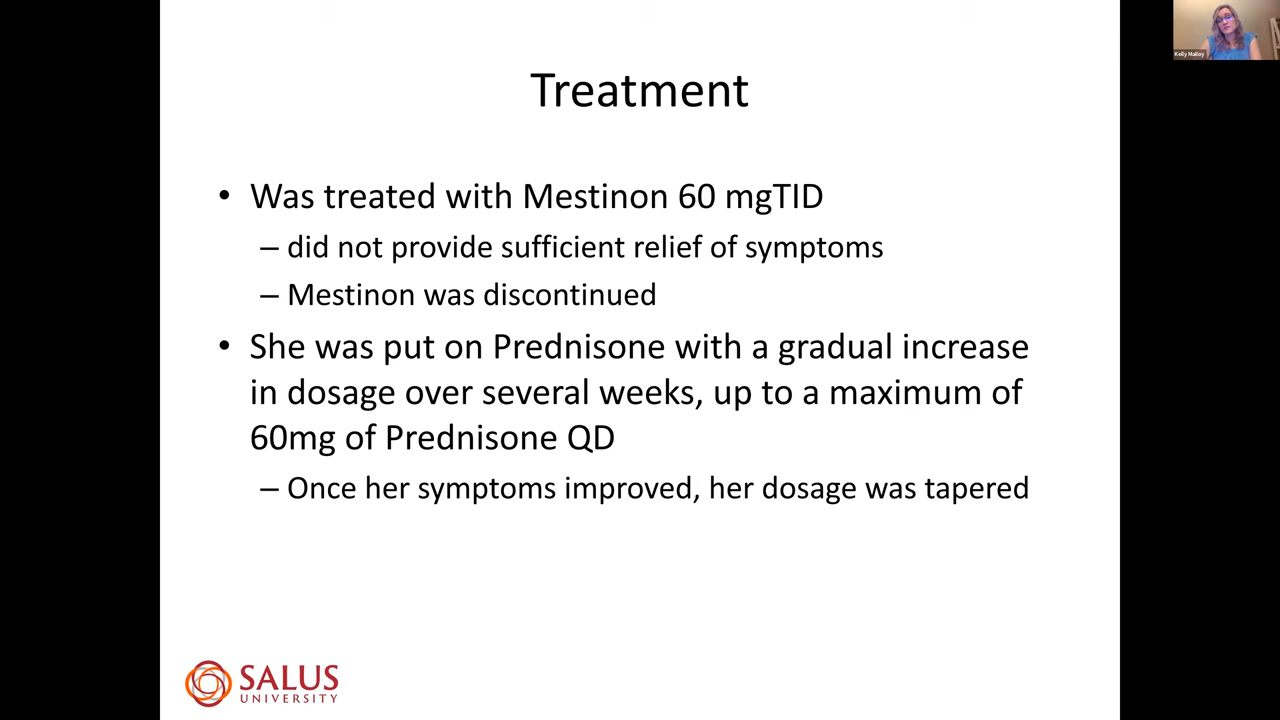 Kelly Malloy
Treatment
• Was treated with Mestinon 60 mgTID
– did not provide sufficient relief of symptoms
– Mestinon was discontinued
• She was put on Prednisone with a gradual increase
in dosage over several weeks, up to a maximum of
60mg of Prednisone QD
– Once her symptoms improved, her dosage was tapered
SALUS
UNIVERSITY